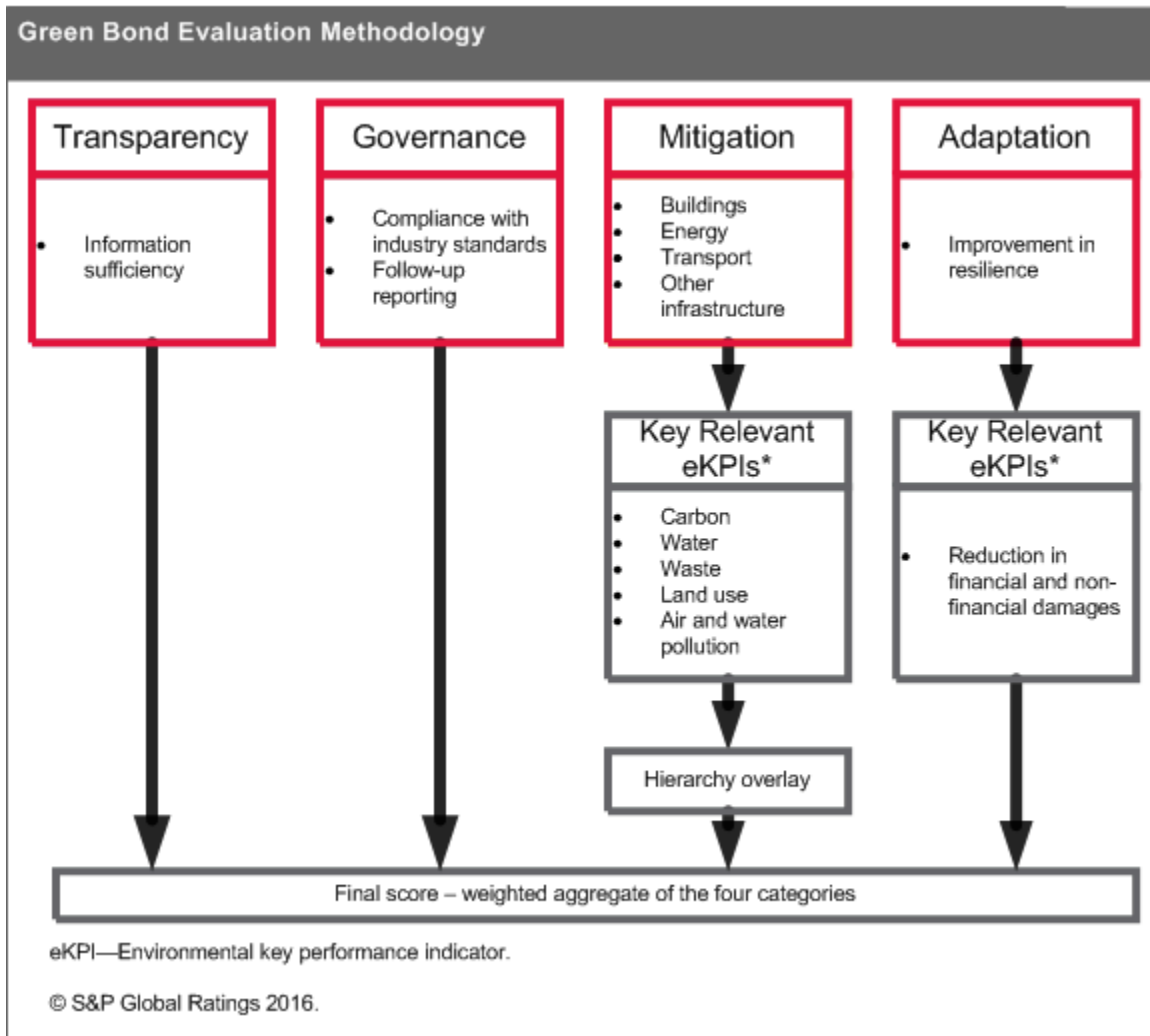 Green Bond Evaluation Methodology
Transparency
• Information
sufficiency
Governance
• Compliance with
industry standards
• Follow-up
reporting
Mitigation
• Buildings
• Energy
• Transport
• Other
infrastructure
Adaptation
• Improvement in
resilience
Key Relevant
eKPIs*
• Carbon
• Water
• Waste
• Land use
• Air and water
pollution
Key Relevant
eKPIs*
• Reduction in
financial and non-
financial damages
Hierarchy overlay
Final score – weighted aggregate of the four categories
eKPI—Environmental key performance indicator.
© S&P Global Ratings 2016.